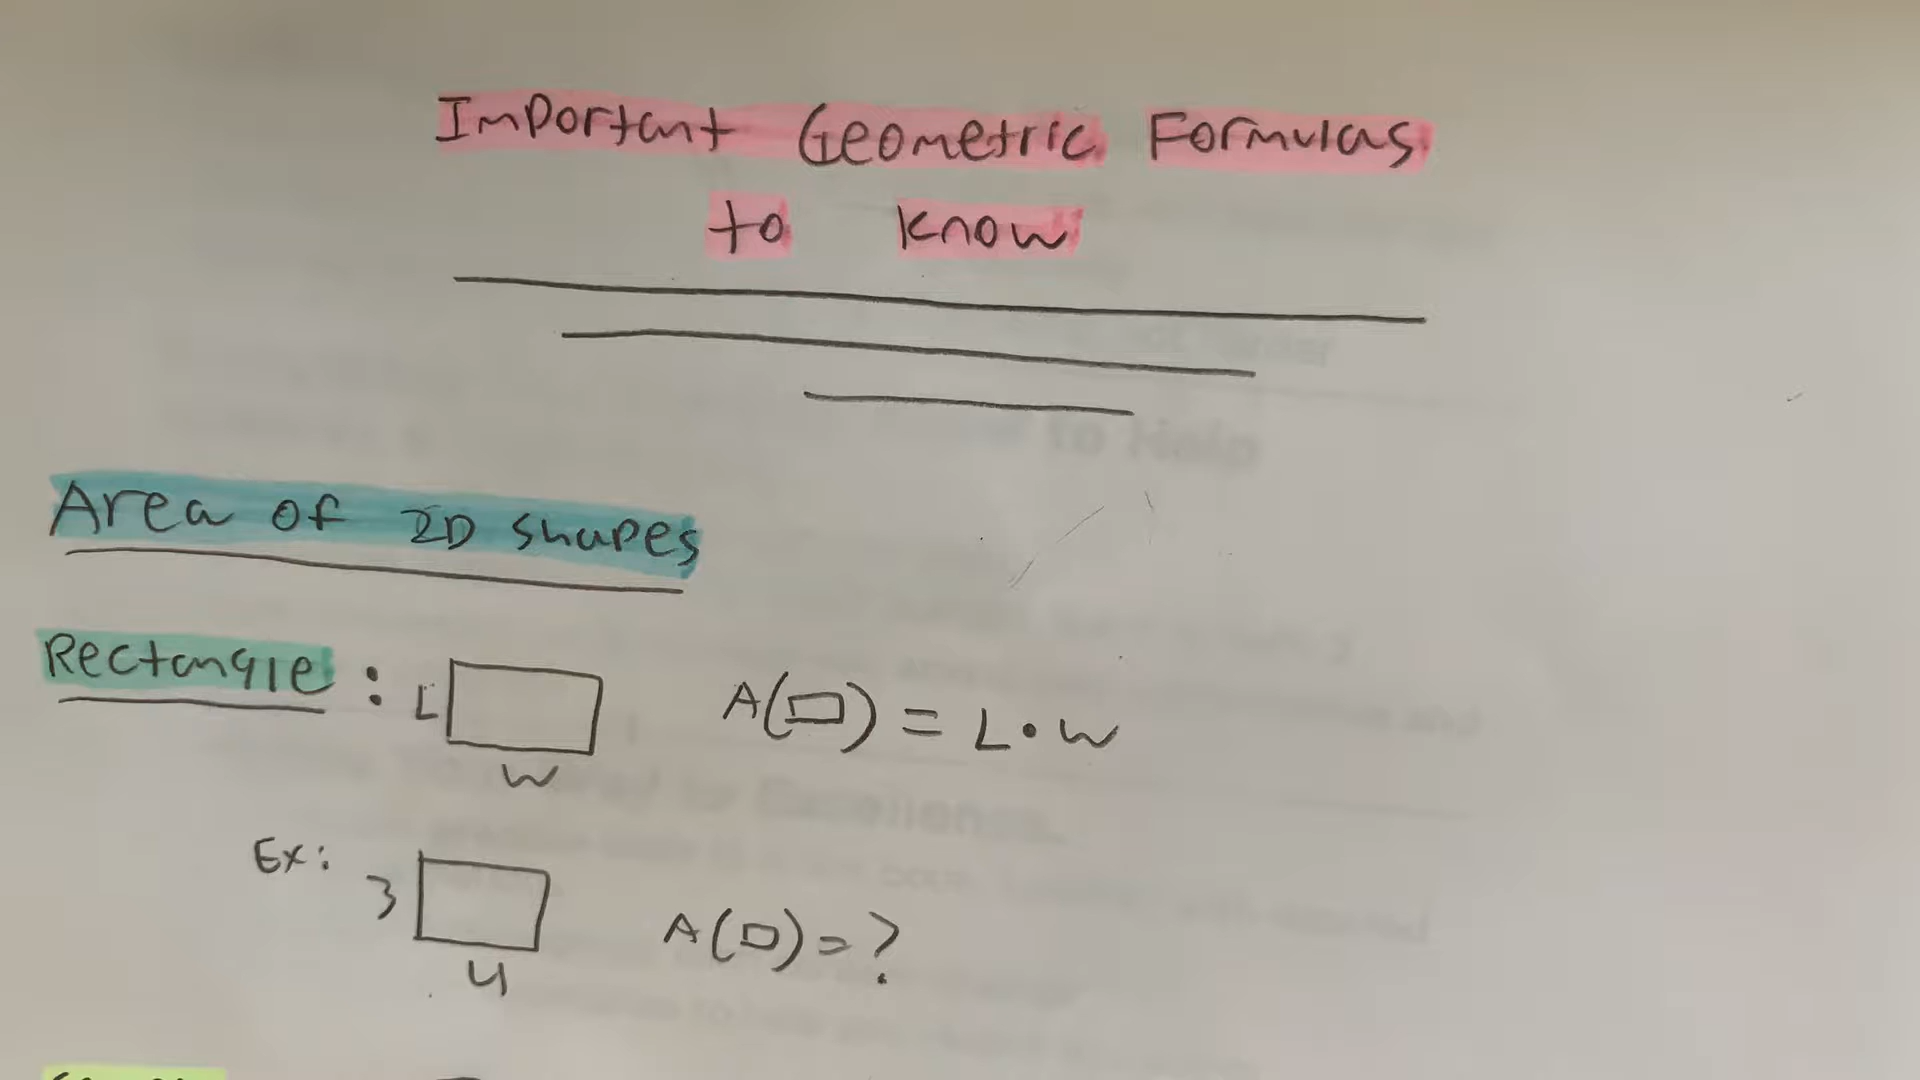 Important Geometric Formulas
to know
Area of 2D shapes
Rectangle : L W A(▭) = L • W
Ex: 3 4 A(▭) = ?